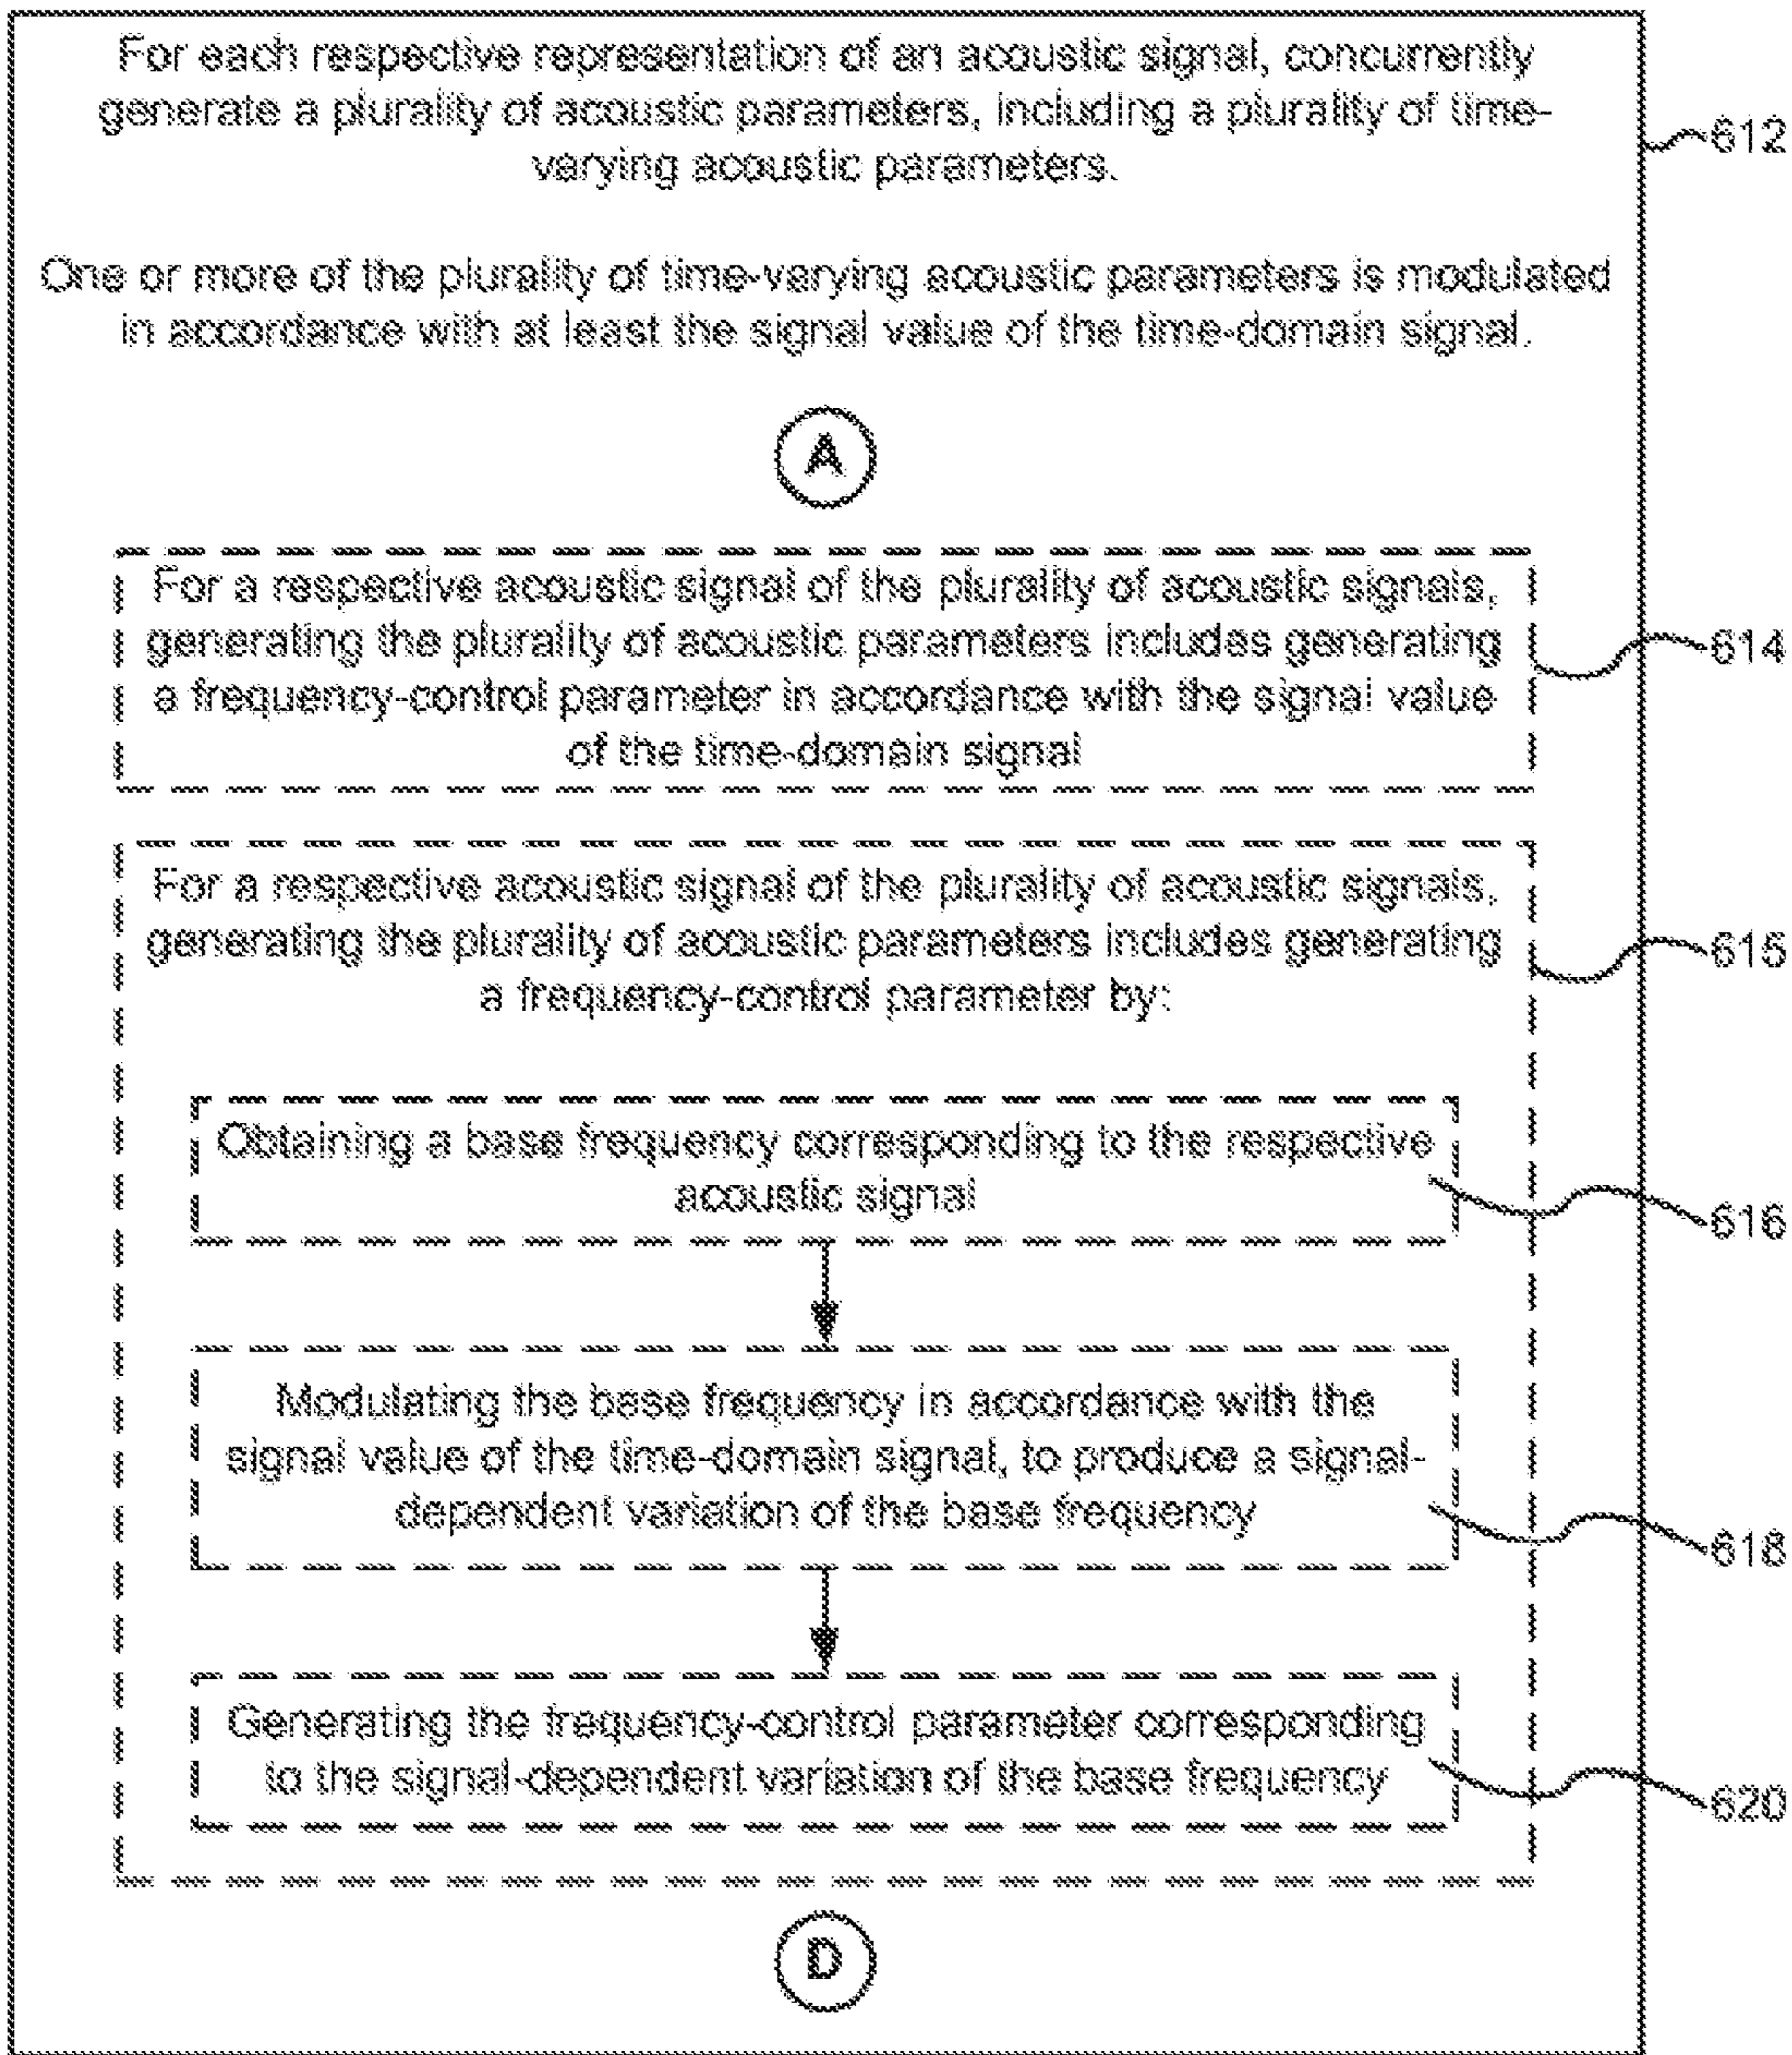 For each respective representation of an acoustic signal, concurrently
generate a plurality of acoustic parameters, including a plurality of time-
varying acoustic parameters.
612
One or more of the plurality of time-varying acoustic parameters is modulated
in accordance with at least the signal value of the time-domain signal.
A
For a respective acoustic signal of the plurality of acoustic signals,
generating the plurality of acoustic parameters includes generating
a frequency-control parameter in accordance with the signal value
of the time-domain signal
614
For a respective acoustic signal of the plurality of acoustic signals,
generating the plurality of acoustic parameters includes generating
a frequency-control parameter by:
615
Obtaining a base frequency corresponding to the respective
acoustic signal
616
Modulating the base frequency in accordance with the
signal value of the time-domain signal, to produce a signal-
dependent variation of the base frequency
618
Generating the frequency-control parameter corresponding
to the signal-dependent variation of the base frequency
620
D